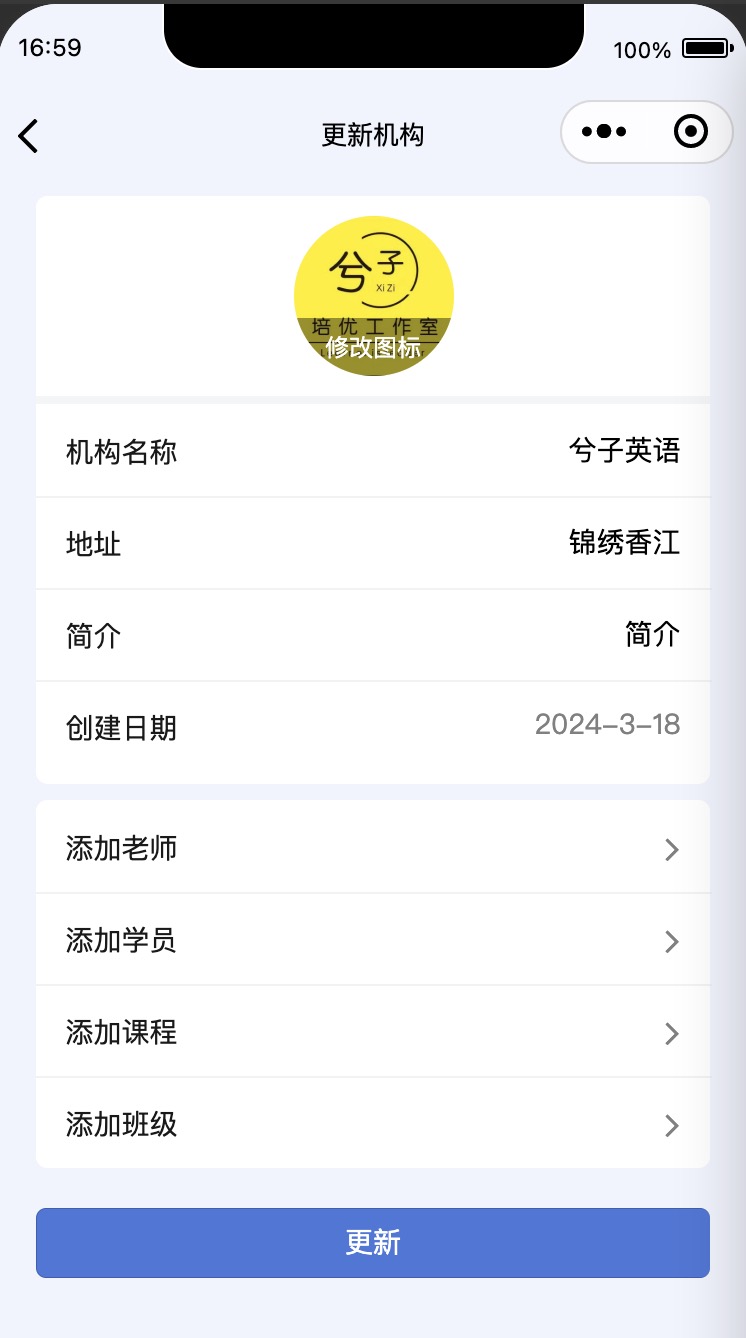 16:59
100%
更新机构
兮子
Xi Zi
培优工作室
修改图标
机构名称 兮子英语
地址 锦绣香江
简介 简介
创建日期 2024-3-18
添加老师
添加学员
添加课程
添加班级
更新